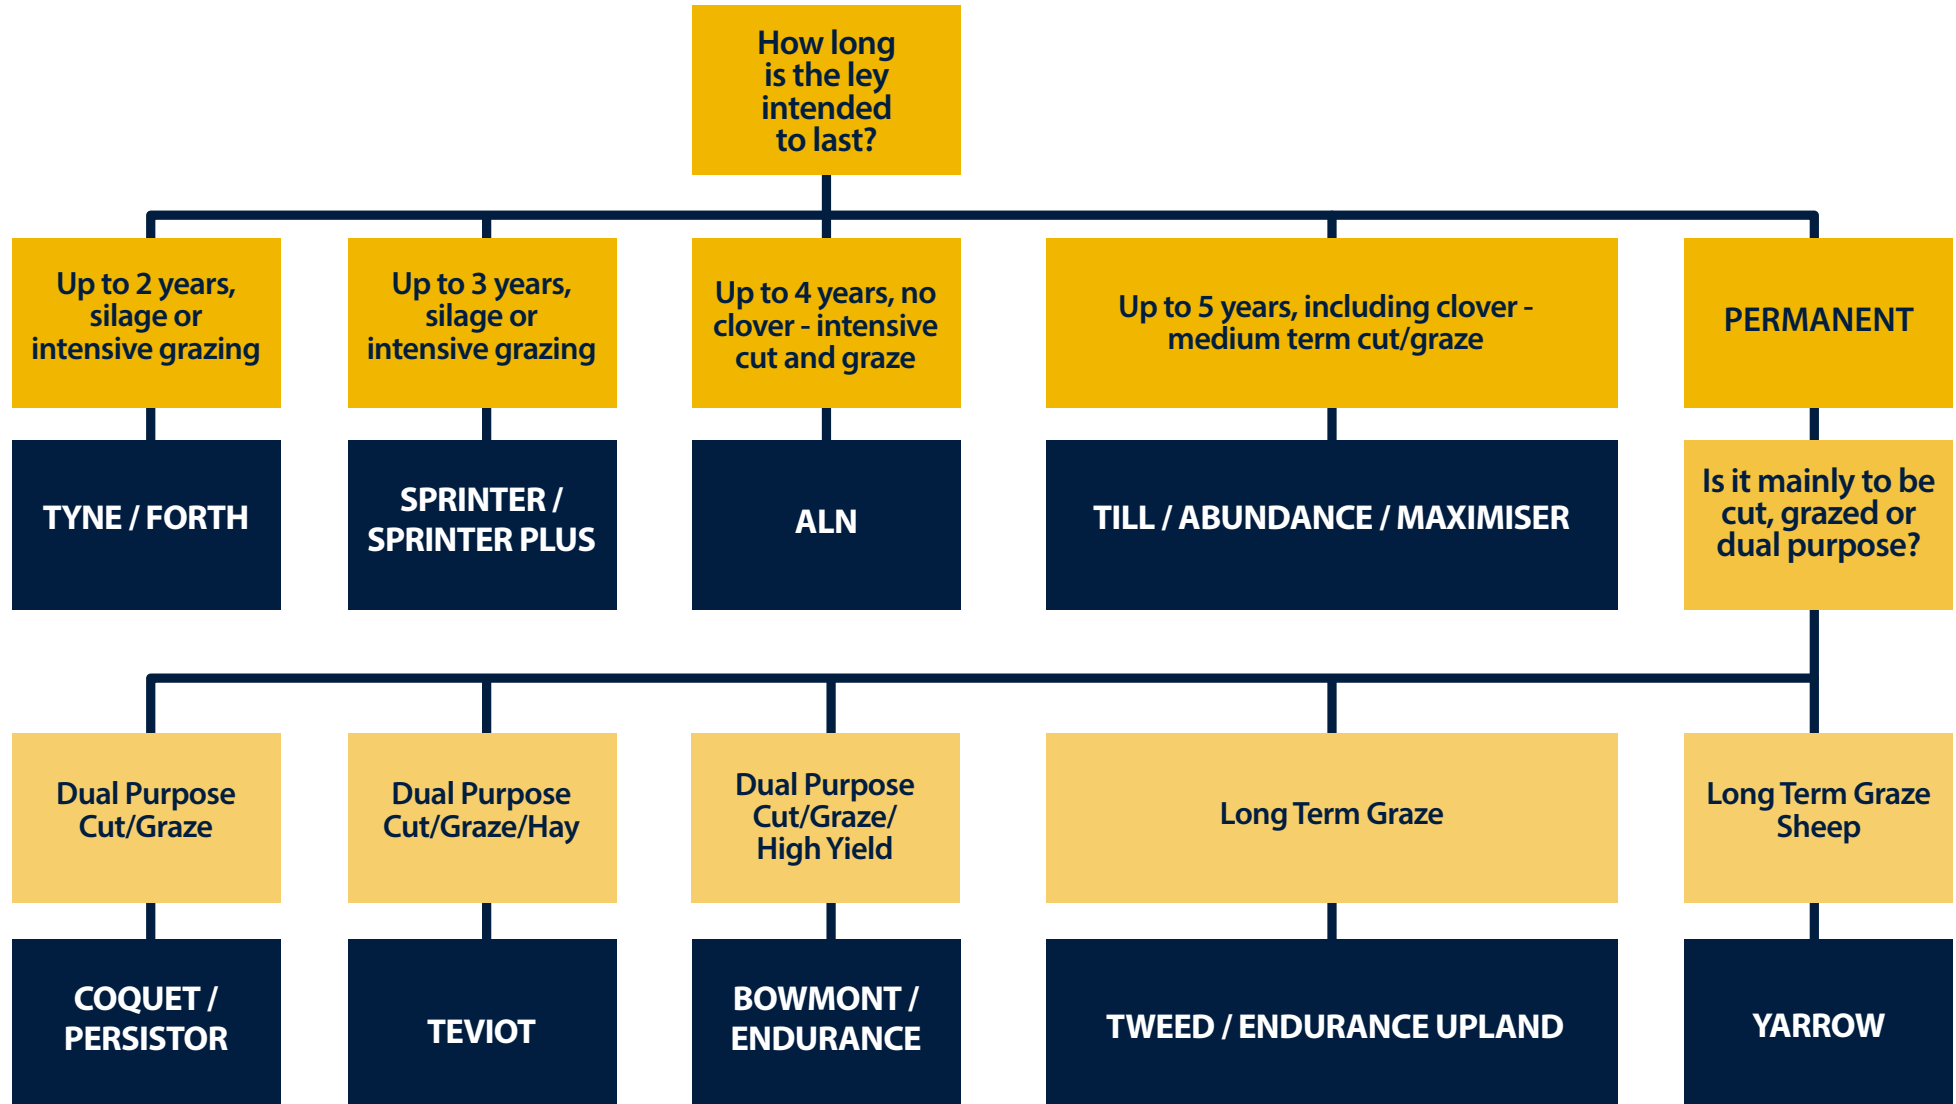 How long
is the ley
intended
to last?
Up to 2 years,
silage or
intensive grazing
Up to 3 years,
silage or
intensive grazing
Up to 4 years, no
clover - intensive
cut and graze
Up to 5 years, including clover -
medium term cut/graze
PERMANENT
TYNE / FORTH
SPRINTER /
SPRINTER PLUS
ALN
TILL / ABUNDANCE / MAXIMISER
Is it mainly to be
cut, grazed or
dual purpose?
Dual Purpose
Cut/Graze
Dual Purpose
Cut/Graze/Hay
Dual Purpose
Cut/Graze/
High Yield
Long Term Graze
Long Term Graze
Sheep
COQUET /
PERSISTOR
TEVIOT
BOWMONT /
ENDURANCE
TWEED / ENDURANCE UPLAND
YARROW